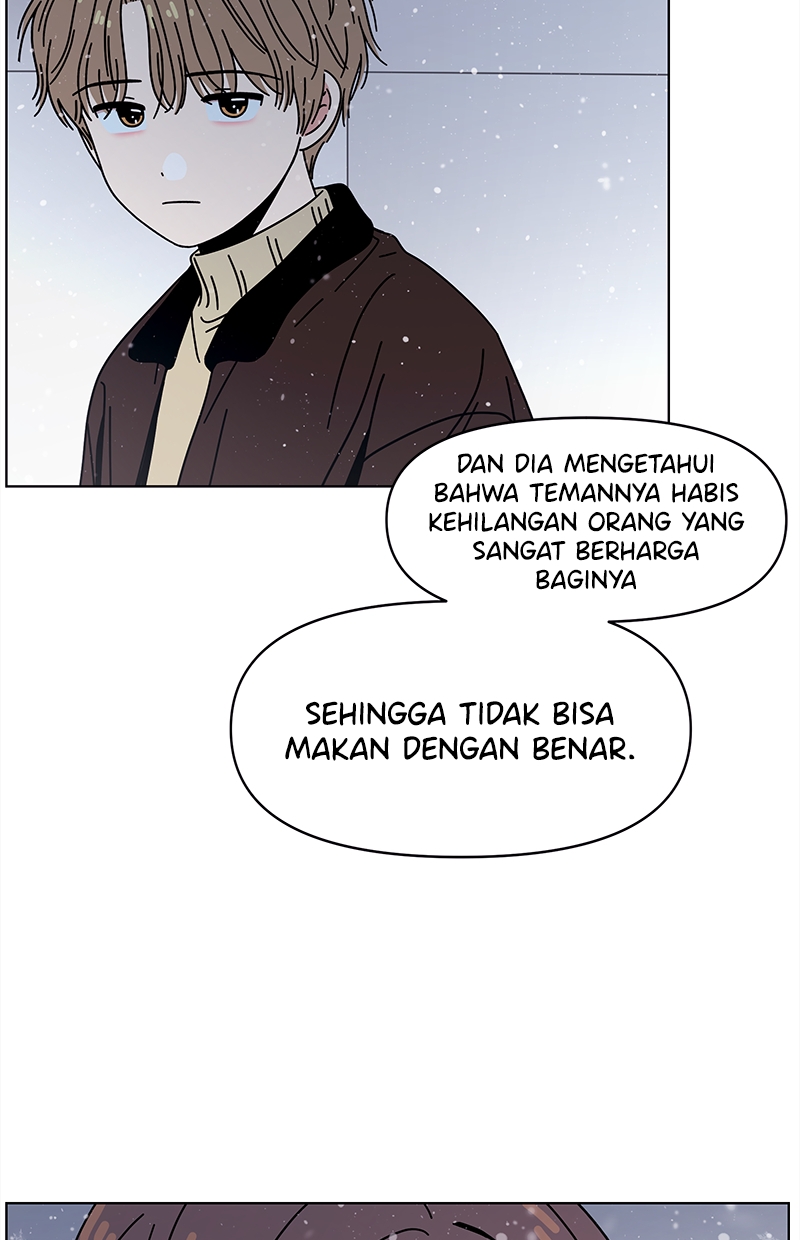 DAN DIA MENGETAHUI
BAHWA TEMANNYA HABIS
KEHILANGAN ORANG YANG
SANGAT BERHARGA
BAGINYA
SEHINGGA TIDAK BISA
MAKAN DENGAN BENAR.